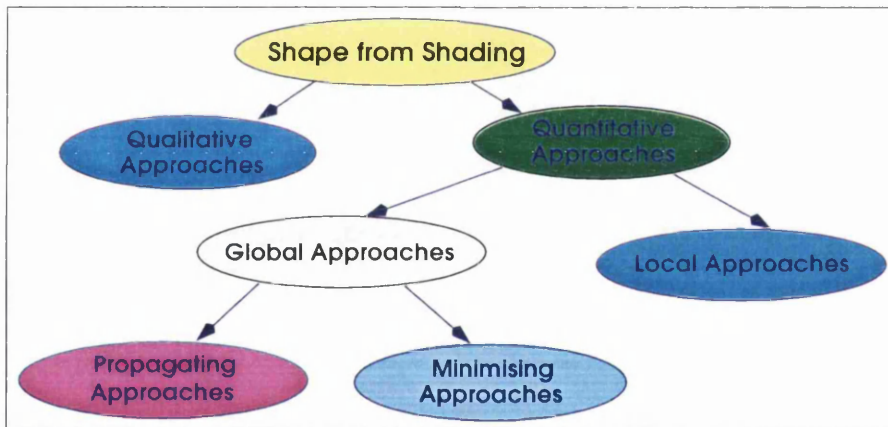 Shape from Shading
Qualitative
Approaches
Quantitative
Approaches
Global Approaches
Local Approaches
Propagating
Approaches
Minimising
Approaches